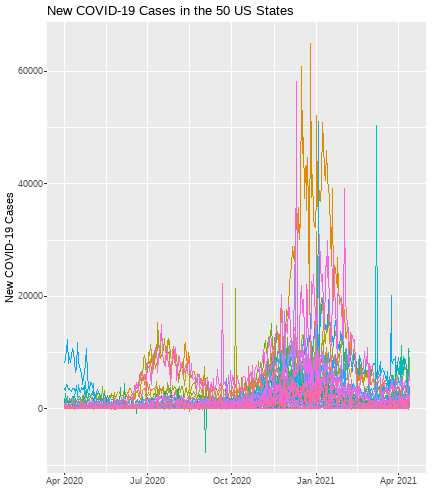 New COVID-19 Cases in the 50 US States
60000
40000
New COVID-19 Cases
20000
0
Apr 2020 Jul 2020 Oct 2020 Jan 2021 Apr 2021